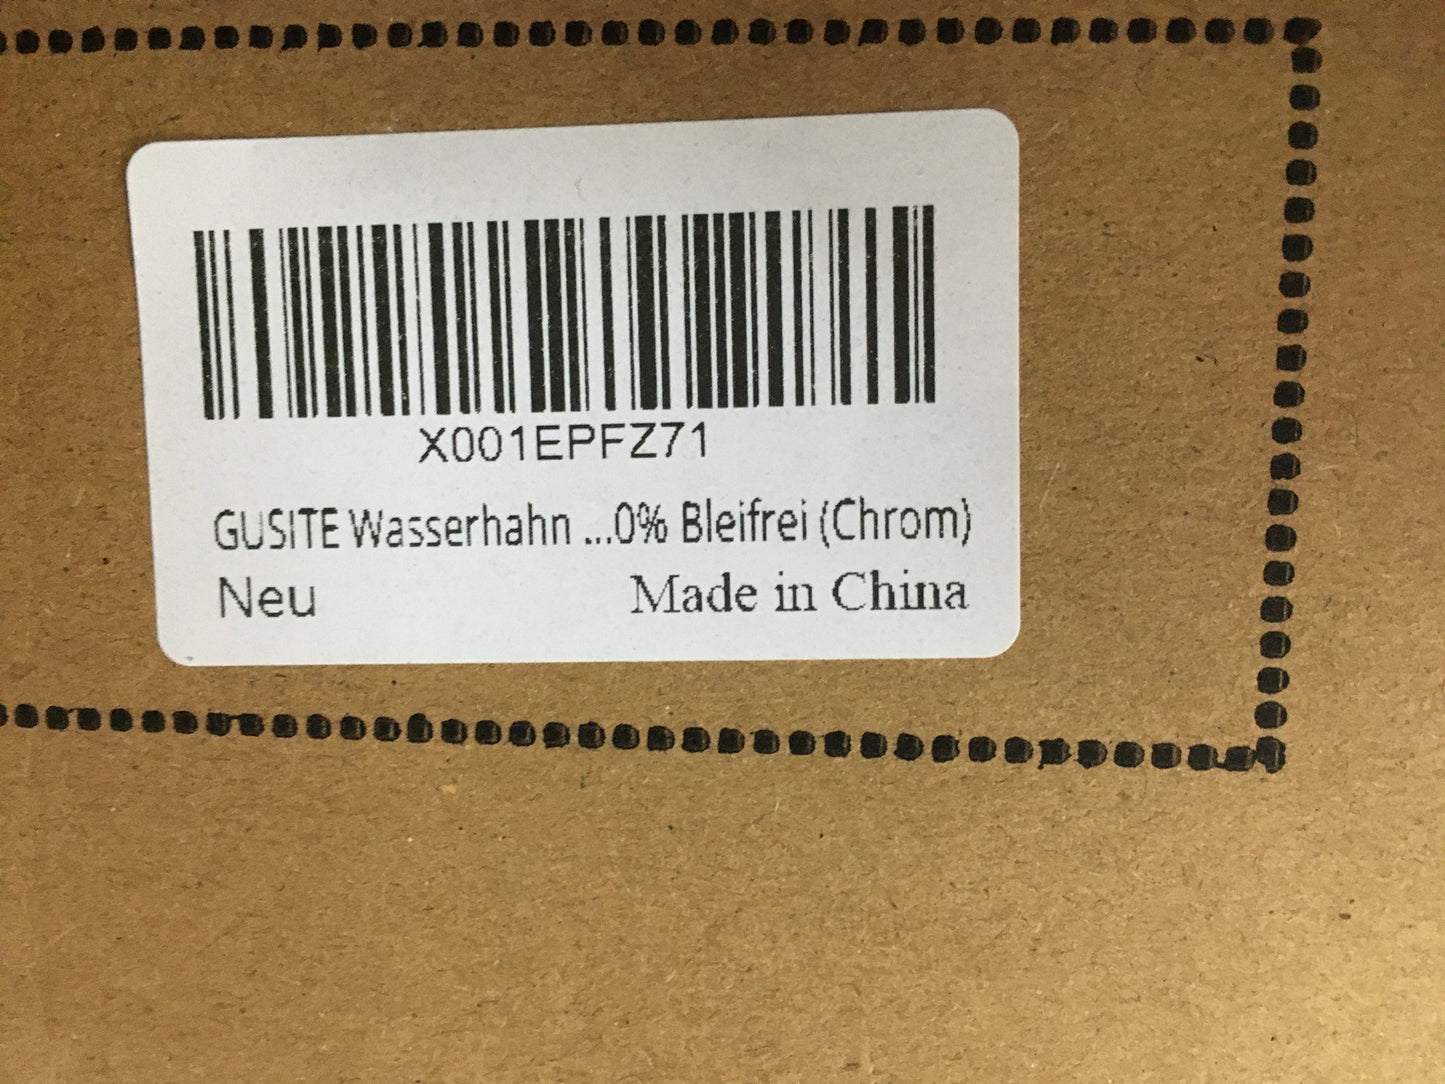 X001EPFZ71
GUSITE Wasserhahn ...0% Bleifrei (Chrom)
Neu Made in China